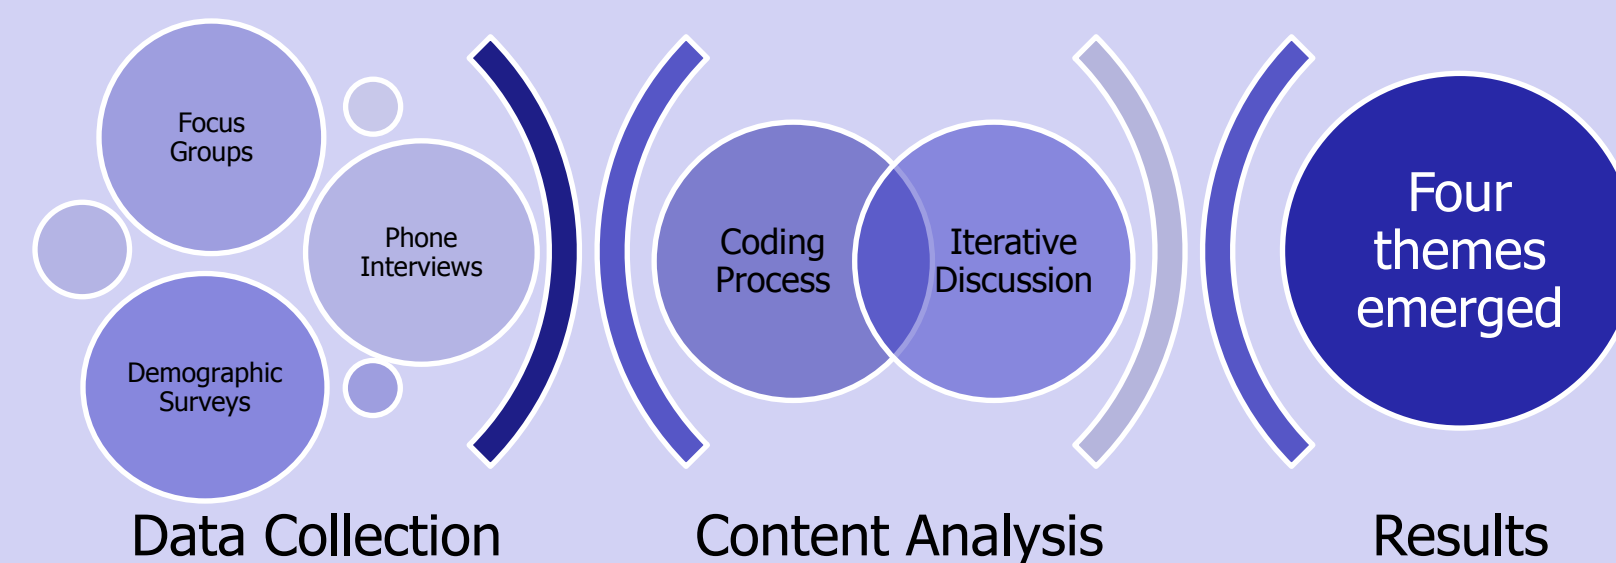 Focus
Groups
Phone
Interviews
Demographic
Surveys
Data Collection
Coding
Process
Iterative
Discussion
Content Analysis
Four
themes
emerged
Results